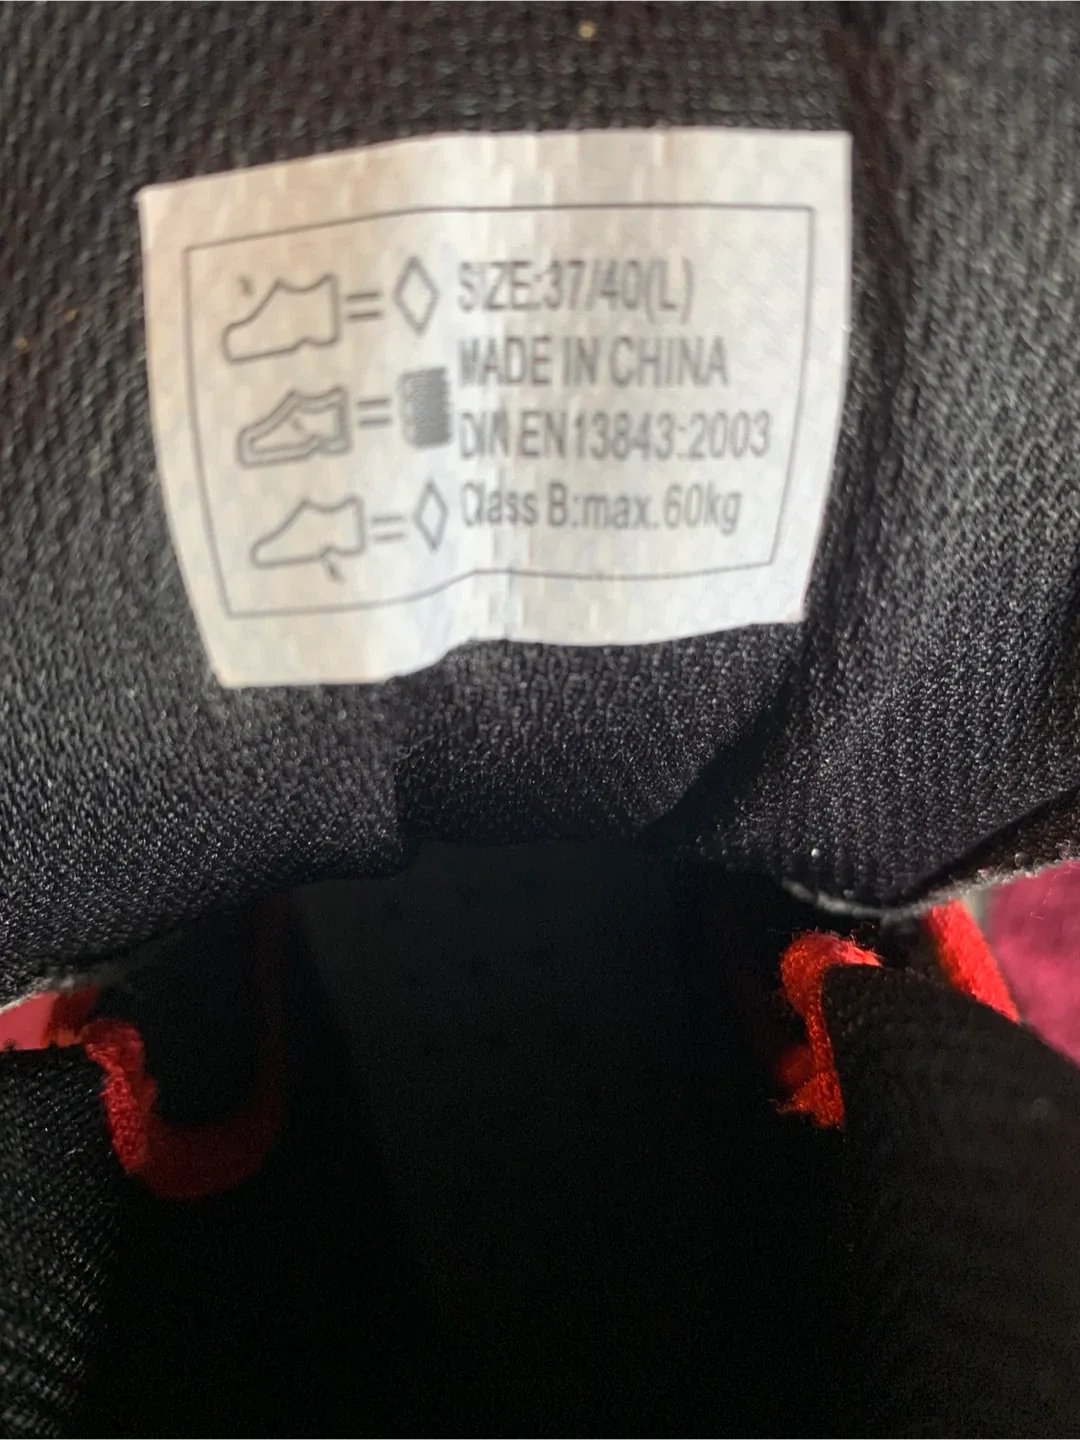 SIZE:37/40(L)
MADE IN CHINA
DIN EN13843:2003
Class B:max.60kg